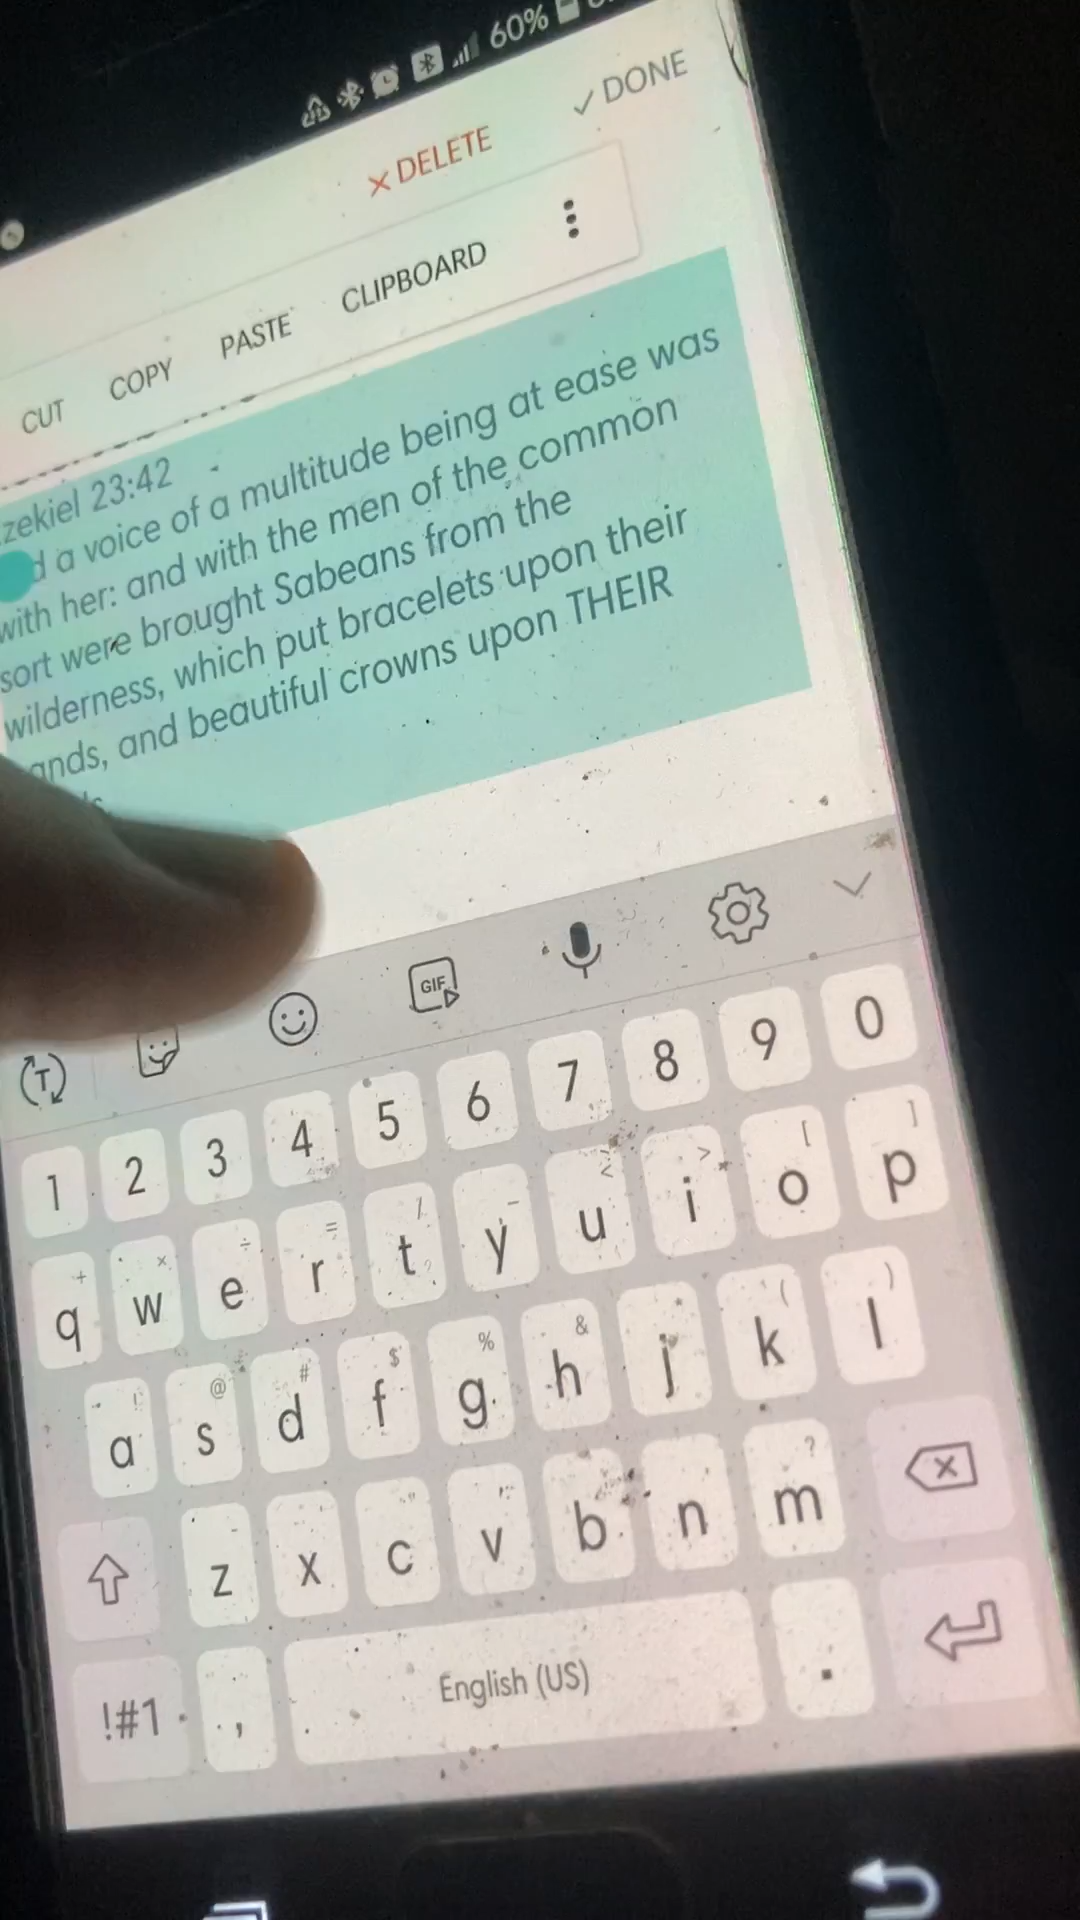 60%
DONE
DELETE
CUT COPY PASTE CLIPBOARD
zekiel 23:42
d a voice of a multitude being at ease was
with her: and with the men of the common
sort were brought Sabeans from the
wilderness, which put bracelets upon their
ands, and beautiful crowns upon THEIR
GIF
T
1 2 3 4 5 6 7 8 9 0
+ × ÷ = / _ < > [ ]
q w e r t y u i o p
! @ # $ % & * ( )
a s d f g h j k l
- ' " : ; , ?
z x c v b n m
!#1 , English (US) .